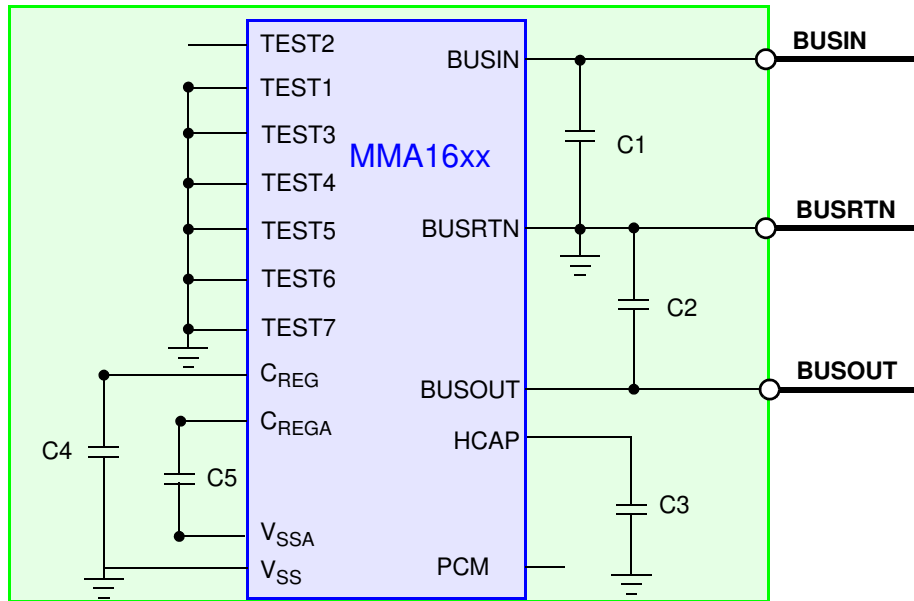 TEST2
TEST1
TEST3
TEST4
TEST5
TEST6
TEST7
C4
C5
CREG
CREGA
VSSA
VSS
MMA16xx
BUSIN
BUSRTN
BUSOUT
HCAP
PCM
C1
C2
C3
BUSIN
BUSRTN
BUSOUT